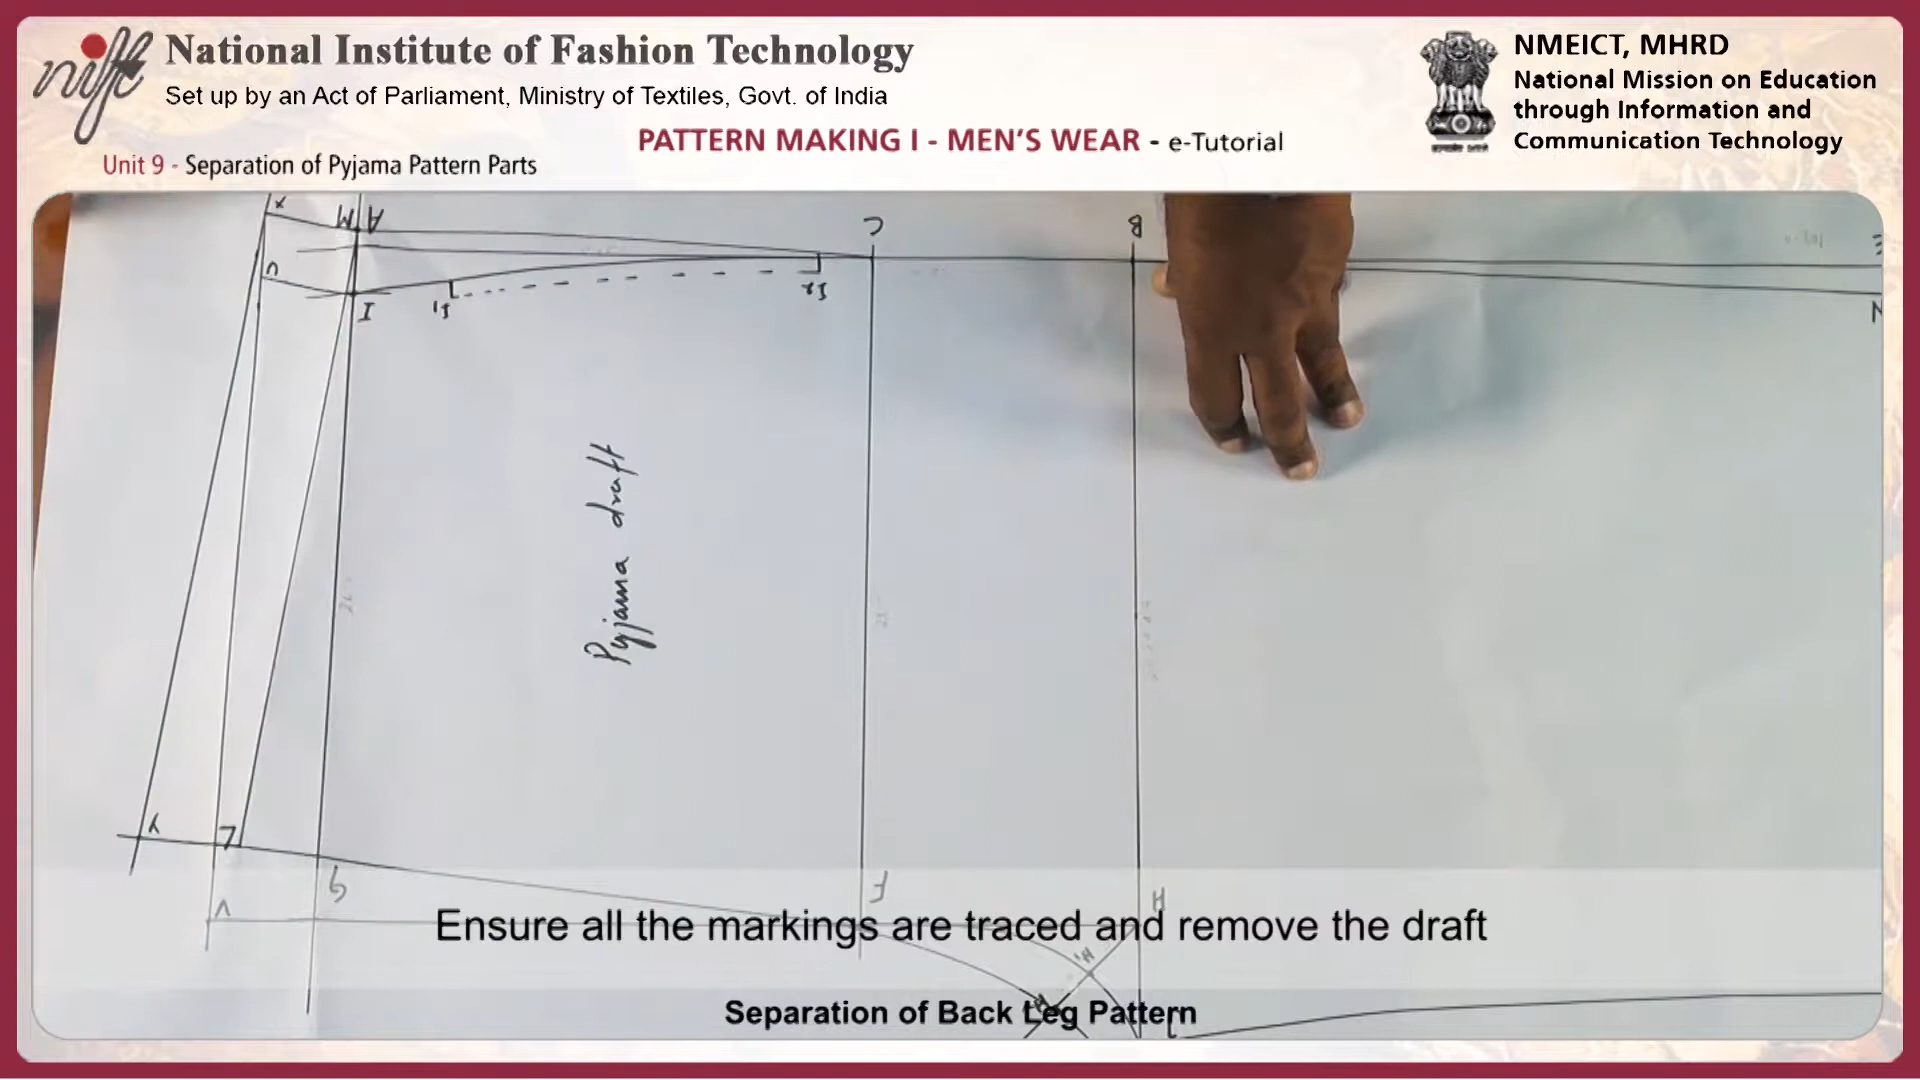 nift
National Institute of Fashion Technology
Set up by an Act of Parliament, Ministry of Textiles, Govt. of India
NMEICT, MHRD
National Mission on Education
through Information and
Communication Technology
PATTERN MAKING I - MEN'S WEAR - e-Tutorial
Unit 9 - Separation of Pyjama Pattern Parts
X M A C B
U
I
N
Pyjama draft
Y
G F H
V
Ensure all the markings are traced and remove the draft
Separation of Back Leg Pattern